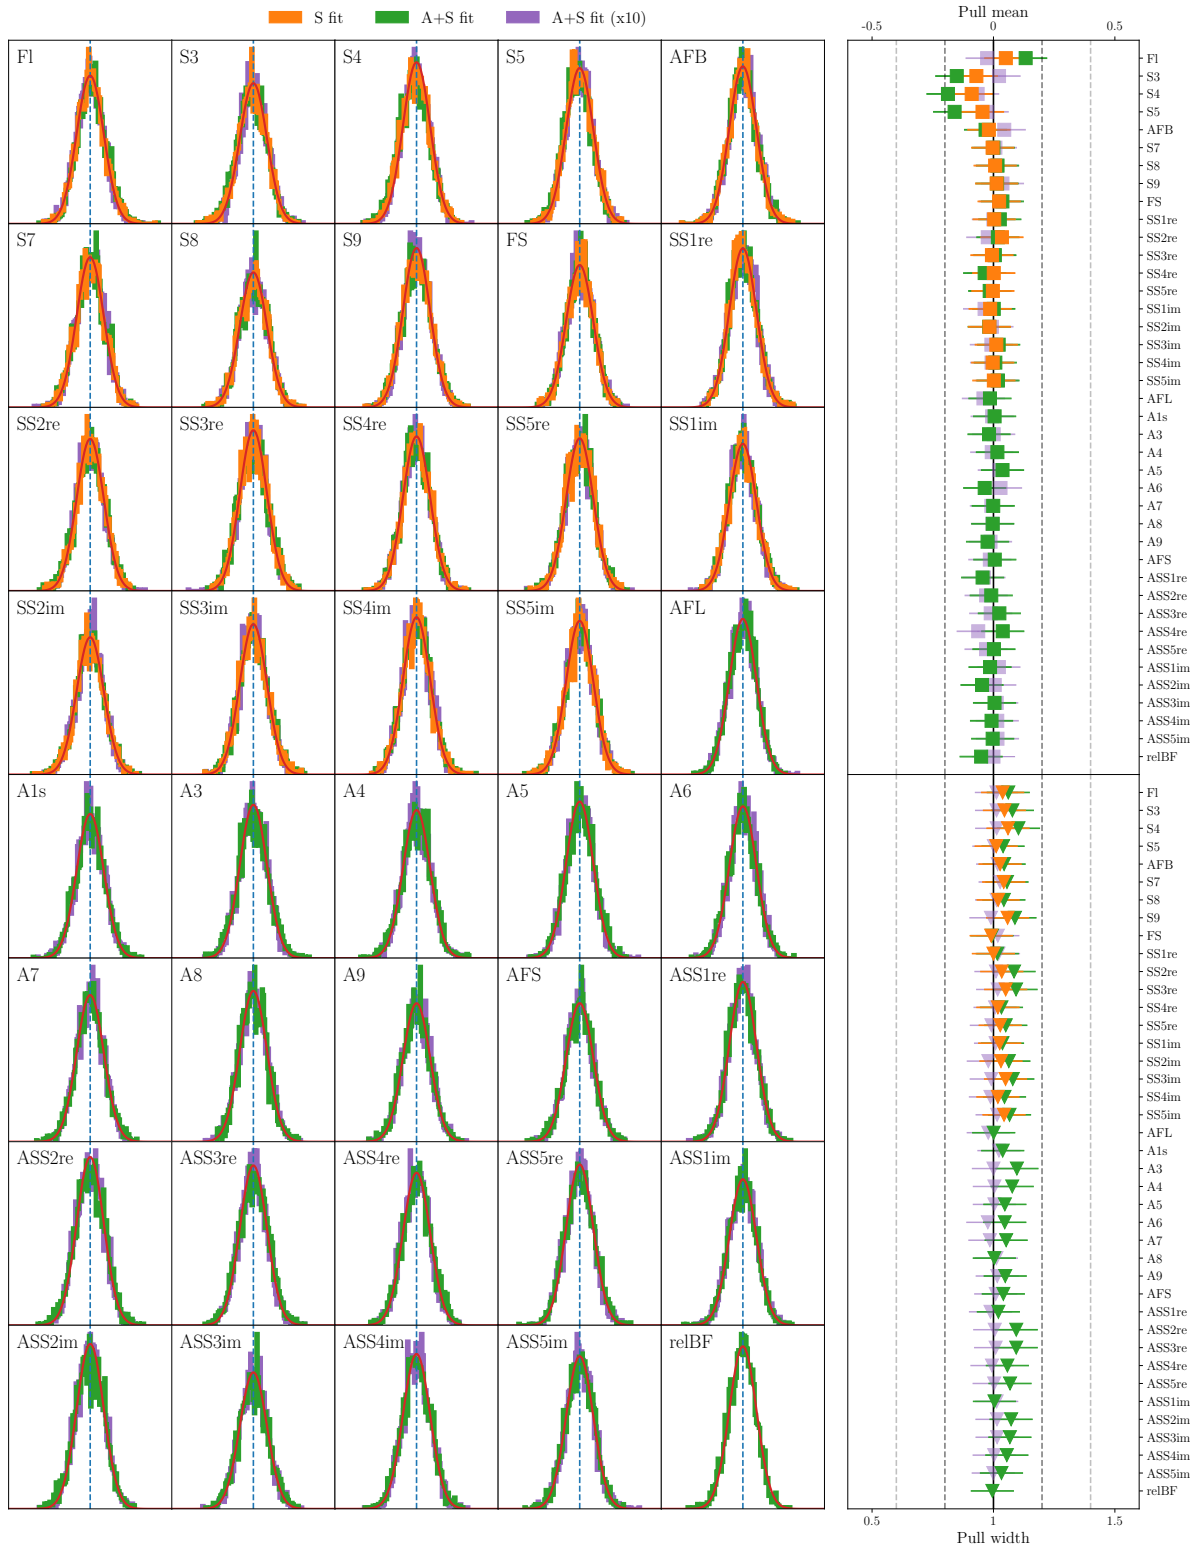 S fit A+S fit A+S fit (x10)
Fl S3 S4 S5 AFB
S7 S8 S9 FS SS1re
SS2re SS3re SS4re SS5re SS1im
SS2im SS3im SS4im SS5im AFL
A1s A3 A4 A5 A6
A7 A8 A9 AFS ASS1re
ASS2re ASS3re ASS4re ASS5re ASS1im
ASS2im ASS3im ASS4im ASS5im relBF
Pull mean
-0.5 0 0.5
Fl
S3
S4
S5
AFB
S7
S8
S9
FS
SS1re
SS2re
SS3re
SS4re
SS5re
SS1im
SS2im
SS3im
SS4im
SS5im
AFL
A1s
A3
A4
A5
A6
A7
A8
A9
AFS
ASS1re
ASS2re
ASS3re
ASS4re
ASS5re
ASS1im
ASS2im
ASS3im
ASS4im
ASS5im
relBF
Fl
S3
S4
S5
AFB
S7
S8
S9
FS
SS1re
SS2re
SS3re
SS4re
SS5re
SS1im
SS2im
SS3im
SS4im
SS5im
AFL
A1s
A3
A4
A5
A6
A7
A8
A9
AFS
ASS1re
ASS2re
ASS3re
ASS4re
ASS5re
ASS1im
ASS2im
ASS3im
ASS4im
ASS5im
relBF
0.5 1 1.5
Pull width